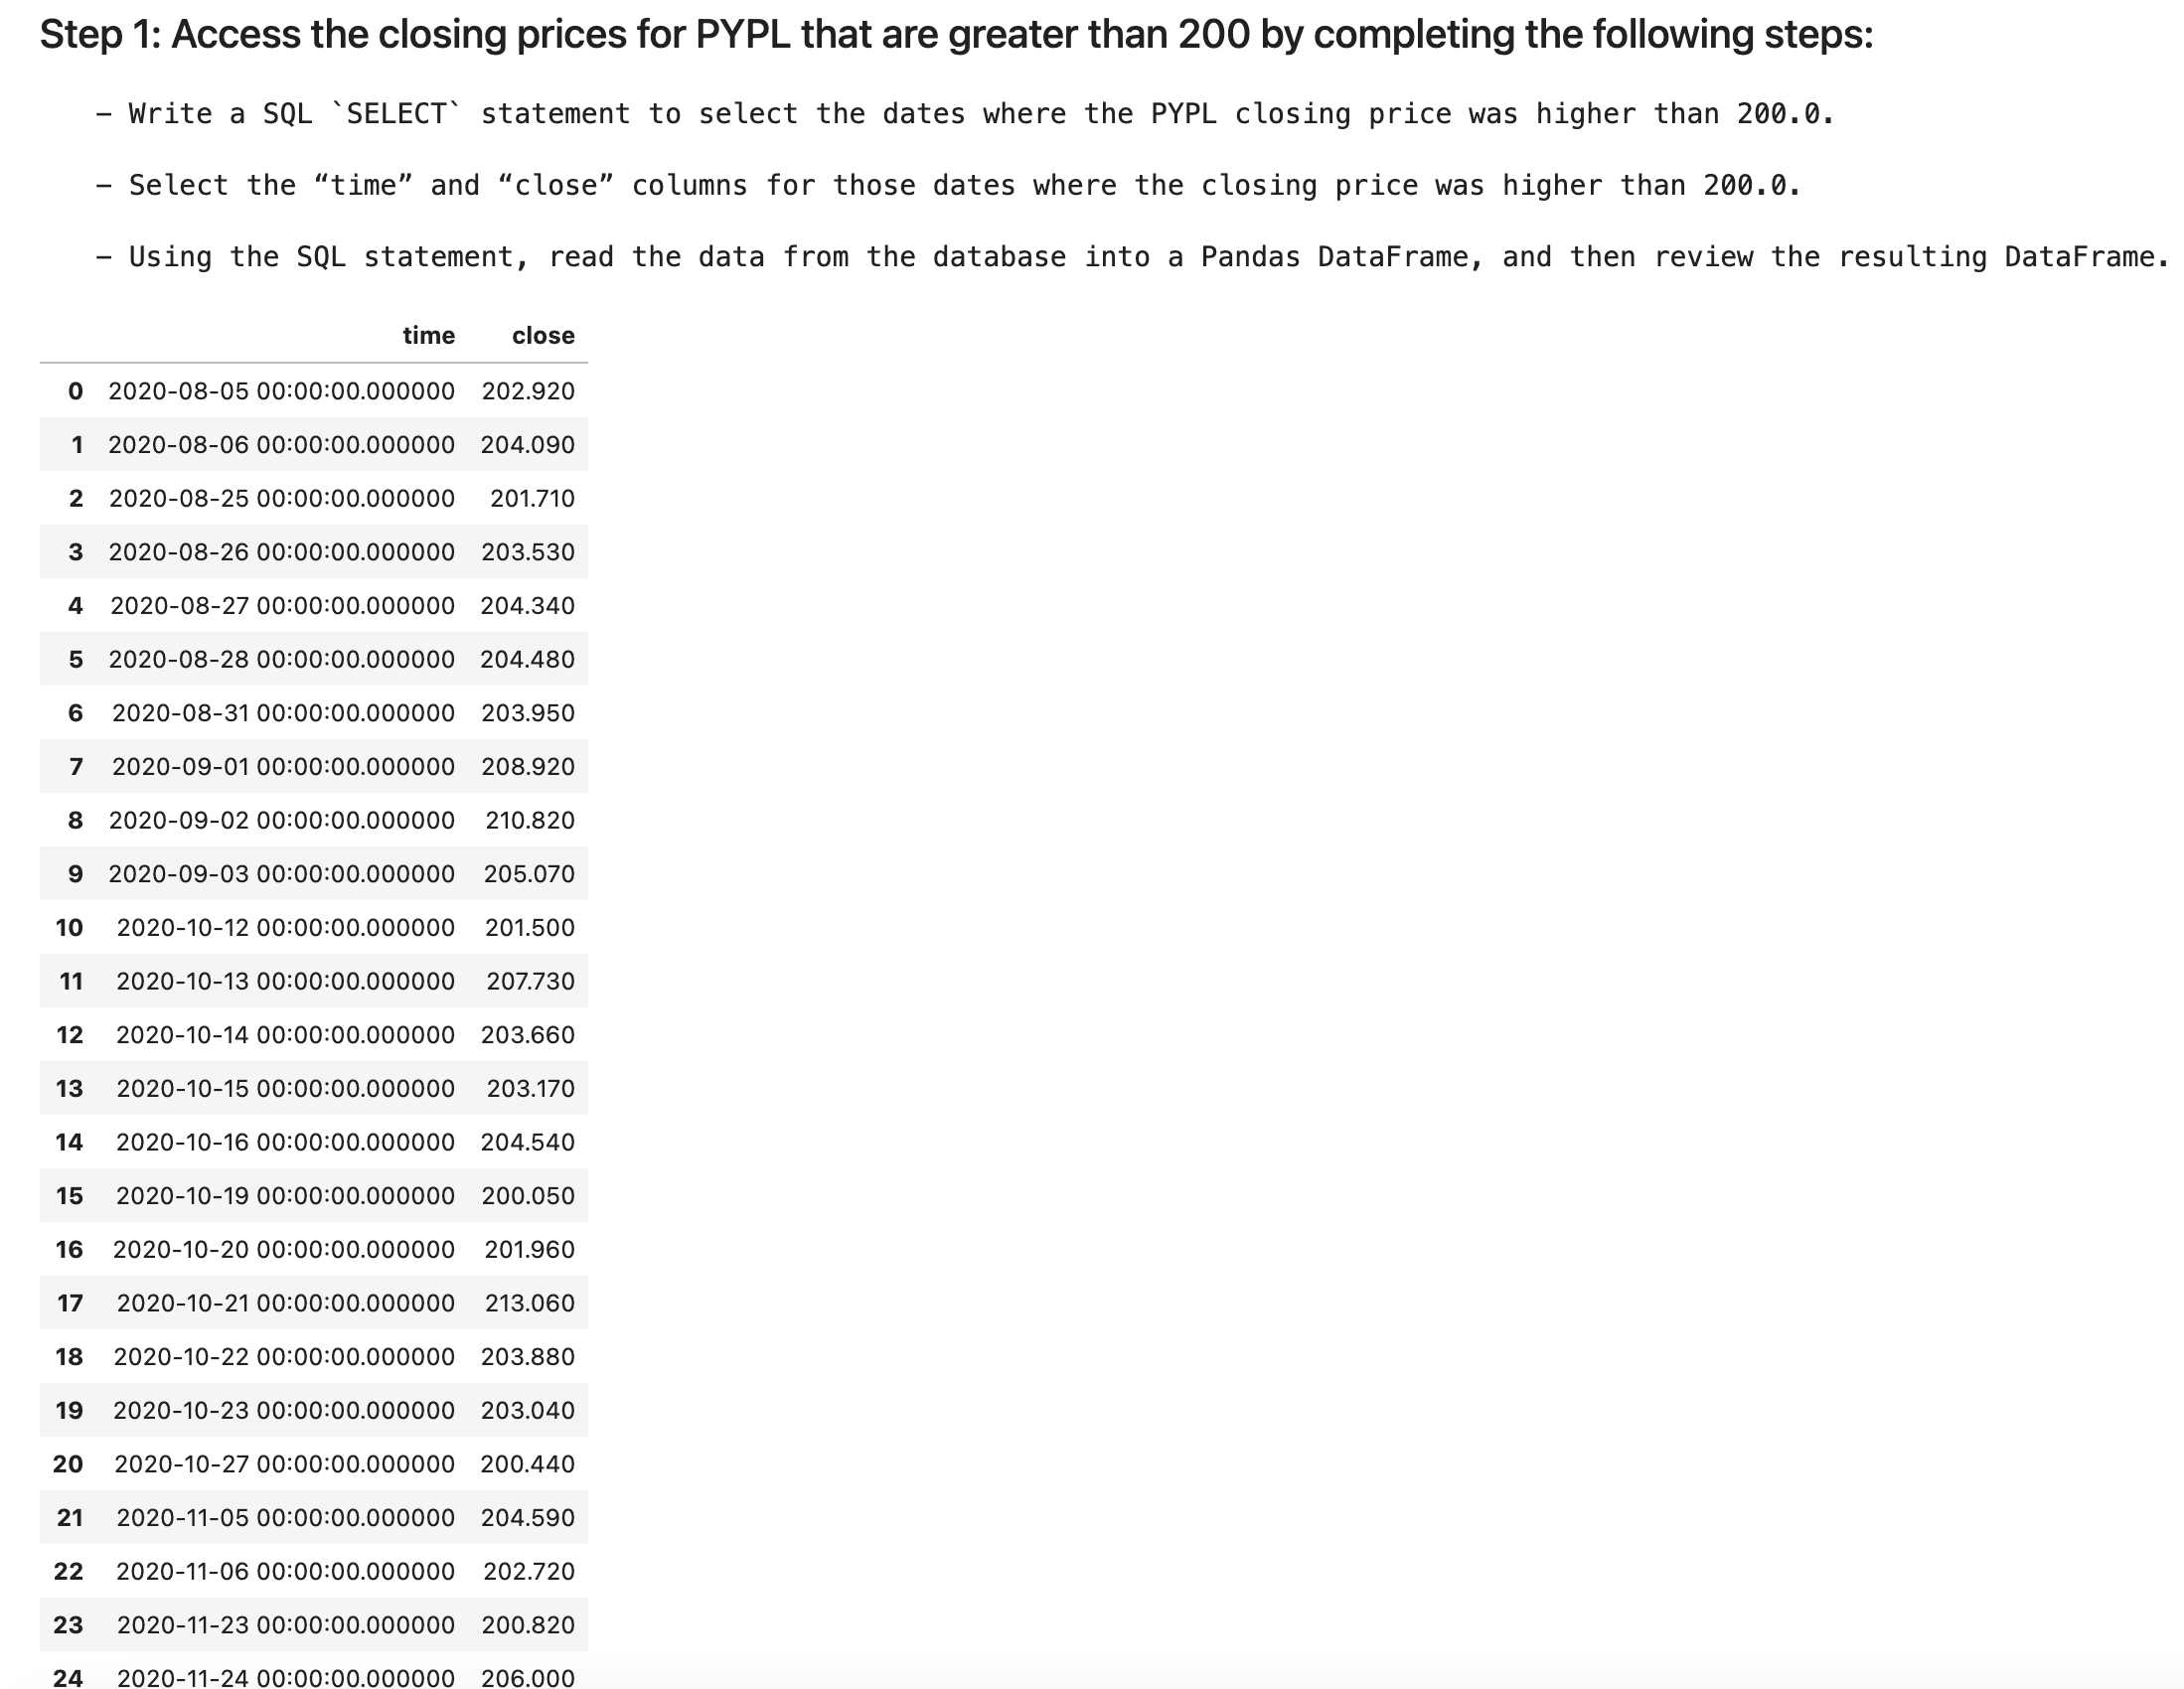 Step 1: Access the closing prices for PYPL that are greater than 200 by completing the following steps:
– Write a SQL `SELECT` statement to select the dates where the PYPL closing price was higher than 200.0.
– Select the “time” and “close” columns for those dates where the closing price was higher than 200.0.
– Using the SQL statement, read the data from the database into a Pandas DataFrame, and then review the resulting DataFrame.
time close
0 2020-08-05 00:00:00.000000 202.920
1 2020-08-06 00:00:00.000000 204.090
2 2020-08-25 00:00:00.000000 201.710
3 2020-08-26 00:00:00.000000 203.530
4 2020-08-27 00:00:00.000000 204.340
5 2020-08-28 00:00:00.000000 204.480
6 2020-08-31 00:00:00.000000 203.950
7 2020-09-01 00:00:00.000000 208.920
8 2020-09-02 00:00:00.000000 210.820
9 2020-09-03 00:00:00.000000 205.070
10 2020-10-12 00:00:00.000000 201.500
11 2020-10-13 00:00:00.000000 207.730
12 2020-10-14 00:00:00.000000 203.660
13 2020-10-15 00:00:00.000000 203.170
14 2020-10-16 00:00:00.000000 204.540
15 2020-10-19 00:00:00.000000 200.050
16 2020-10-20 00:00:00.000000 201.960
17 2020-10-21 00:00:00.000000 213.060
18 2020-10-22 00:00:00.000000 203.880
19 2020-10-23 00:00:00.000000 203.040
20 2020-10-27 00:00:00.000000 200.440
21 2020-11-05 00:00:00.000000 204.590
22 2020-11-06 00:00:00.000000 202.720
23 2020-11-23 00:00:00.000000 200.820
24 2020-11-24 00:00:00.000000 206.000